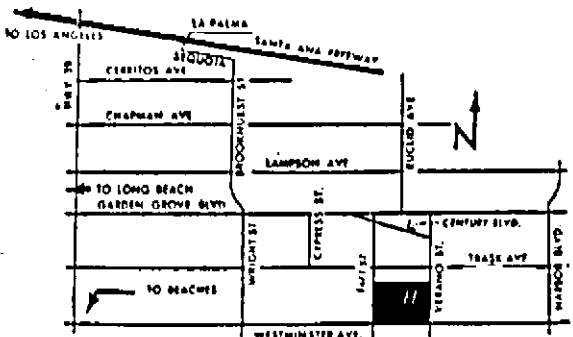 LA PALMA
TO LOS ANGELES
SANTA ANA FREEWAY
SEQUOIA
CERRITOS AVE
HWY 39
BROOKHURST ST
CHAPMAN AVE
EUCLID AVE
N
LAMPSON AVE
TO LONG BEACH
GARDEN GROVE BLVD
CYPRESS ST.
CENTURY BLVD.
WRIGHT ST
VERANO ST.
HARBOR BLVD.
TRASK AVE
TO BEACHES
WESTMINSTER AVE.